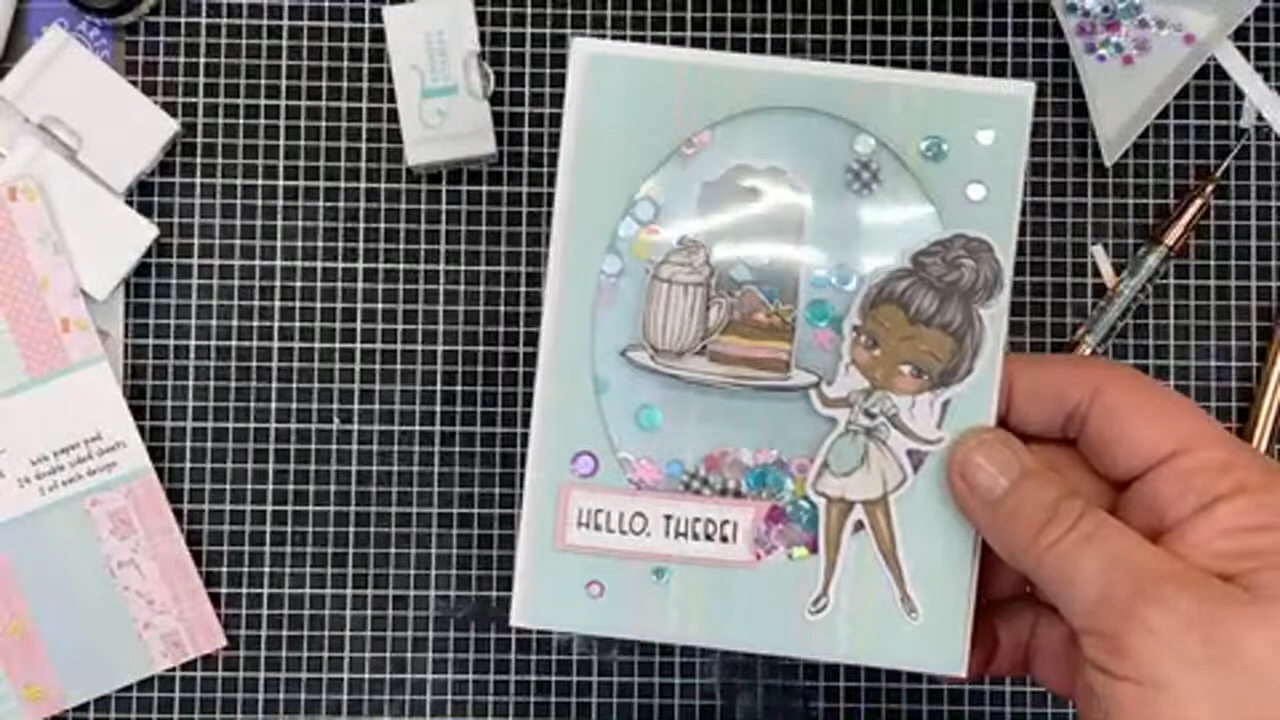 HELLO, THERE!
6x6 paper pad
24 double sided sheets
2 of each design